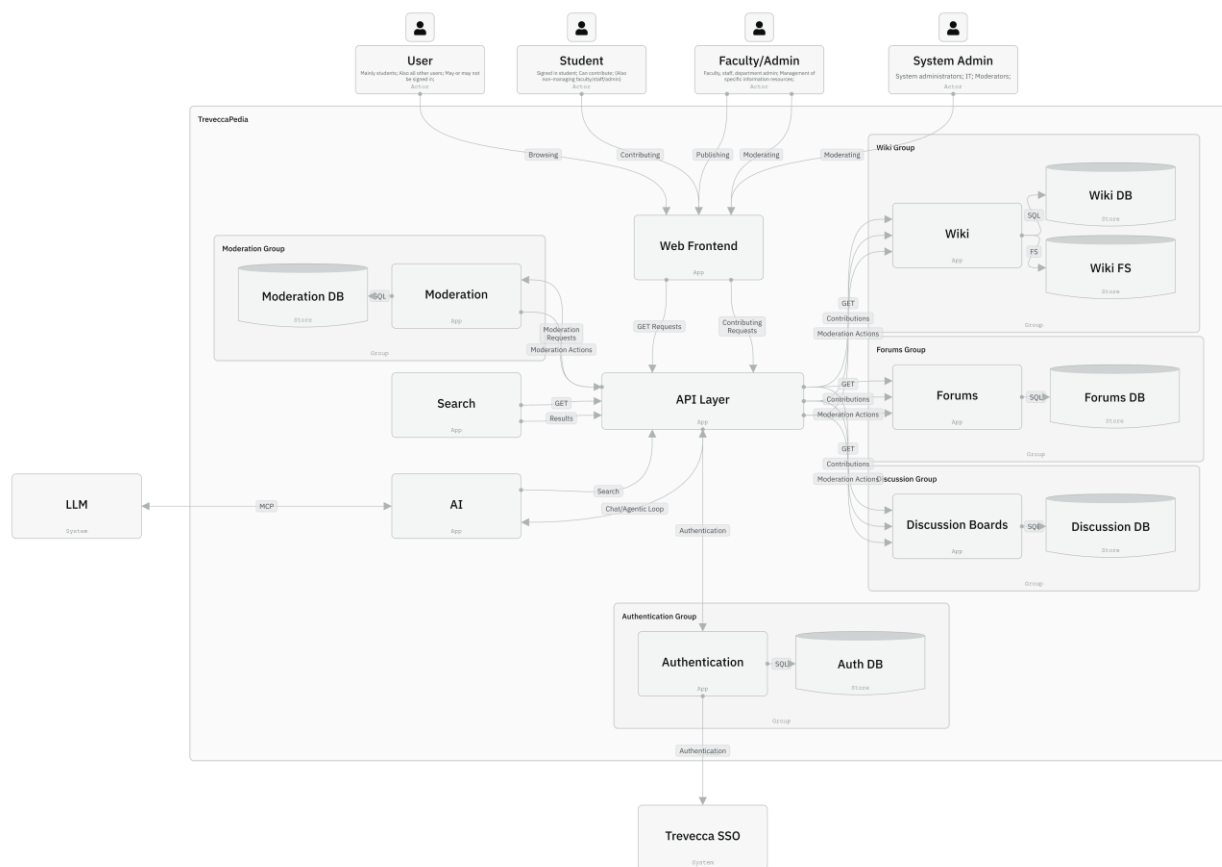 User
Mainly students; Also all other users; May or may not
be signed in;
Actor
Student
Signed in student; Can contribute; (Also
non-managing faculty/staff/admin)
Actor
Faculty/Admin
Faculty, staff, department admin; Management of
specific information resources;
Actor
System Admin
System administrators; IT; Moderators;
Actor
TreveccaPedia
Browsing
Contributing
Publishing
Moderating
Moderating
Web Frontend
App
GET Requests
Contributing
Requests
Wiki Group
Wiki
App
SQL
FS
Wiki DB
Store
Wiki FS
Store
Group
GET
Contributions
Moderation Actions
Moderation Group
Moderation DB
Store
SQL
Moderation
App
Group
Moderation
Requests
Moderation Actions
Search
App
GET
Results
API Layer
App
Forums Group
GET
Contributions
Moderation Actions
Forums
App
SQL
Forums DB
Store
Group
GET
Contributions
Moderation Actions
Discussion Group
Discussion Boards
App
SQL
Discussion DB
Store
Group
LLM
System
MCP
AI
App
Search
Chat/Agentic Loop
Authentication
Authentication Group
Authentication
App
SQL
Auth DB
Store
Group
Authentication
Trevecca SSO
System